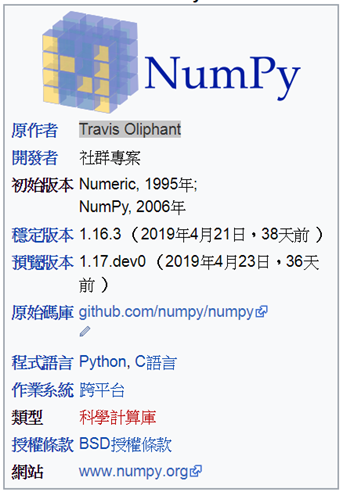 NumPy
原作者 Travis Oliphant
開發者 社群專案
初始版本 Numeric, 1995年;
NumPy, 2006年
穩定版本 1.16.3（2019年4月21日，38天前）
預覽版本 1.17.dev0（2019年4月23日，36天
前）
原始碼庫 github.com/numpy/numpy
程式語言 Python, C語言
作業系統 跨平台
類型 科學計算庫
授權條款 BSD授權條款
網站 www.numpy.org